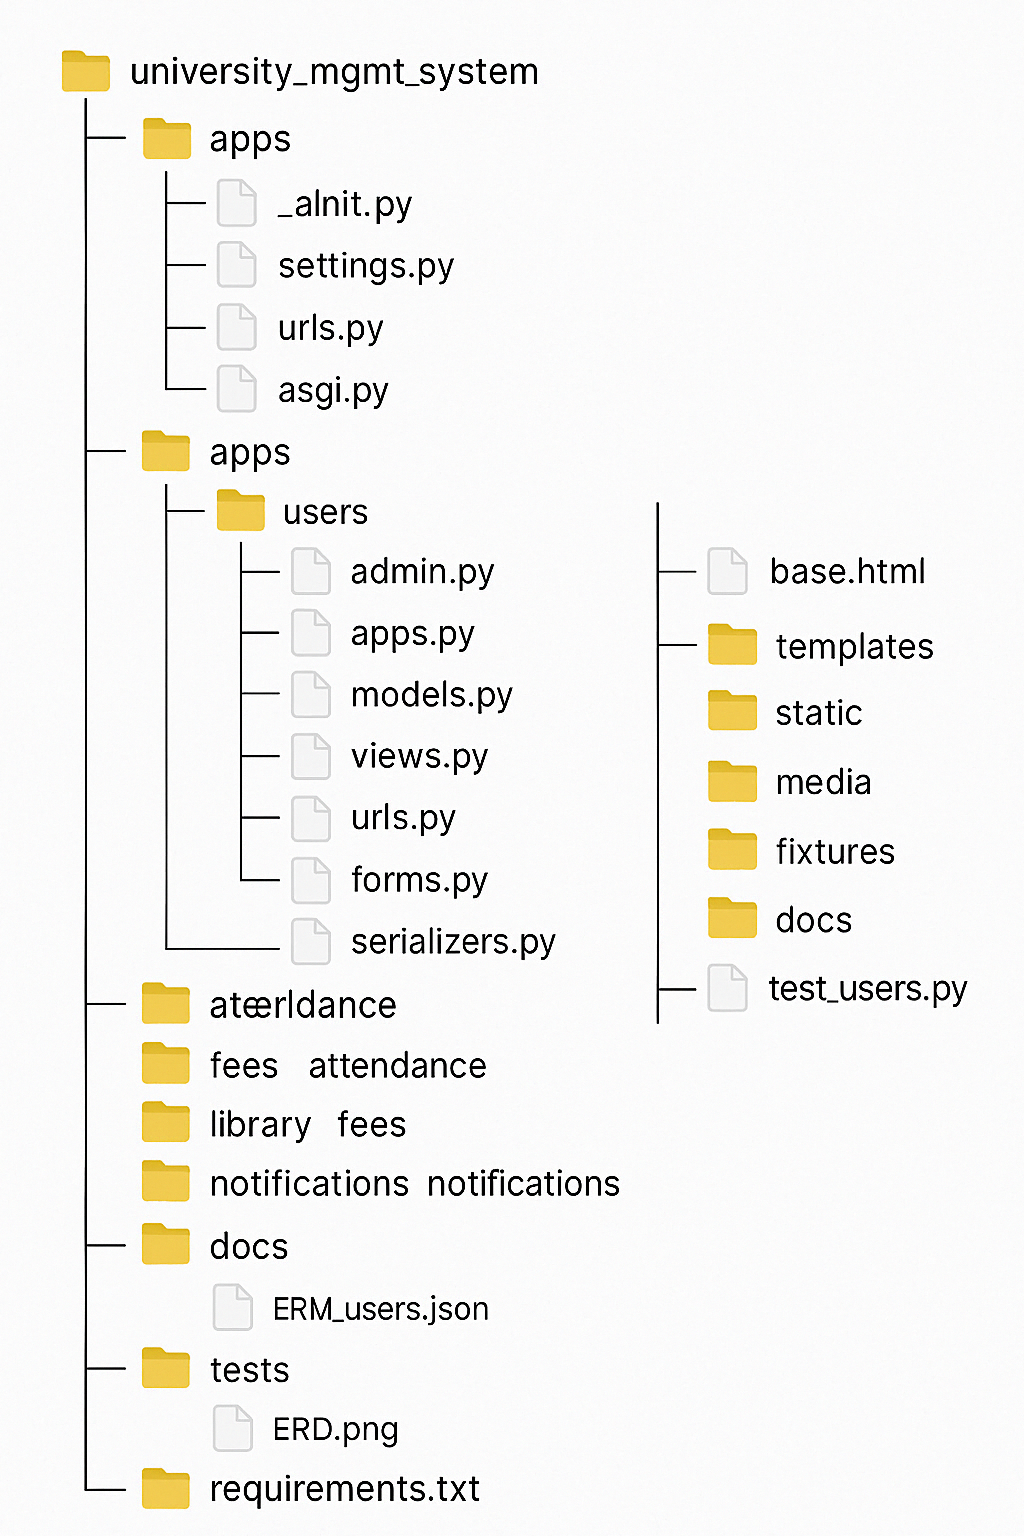 university_mgmt_system
apps
_alnit.py
settings.py
urls.py
asgi.py
apps
users
admin.py
apps.py
models.py
views.py
urls.py
forms.py
serializers.py
atœrldance
fees attendance
library fees
notifications notifications
docs
ERM_users.json
tests
ERD.png
requirements.txt
base.html
templates
static
media
fixtures
docs
test_users.py